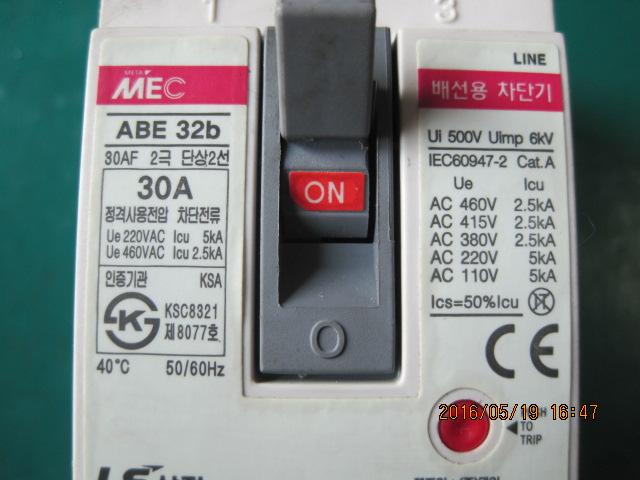 1 3
META
MEC
ABE 32b
30AF 2극 단상2선
30A
정격사용전압 차단전류
Ue 220VAC Icu 5kA
Ue 460VAC Icu 2.5kA
인증기관 KSA
KSC8321
제8077호
40°C 50/60Hz
ON
O
LINE
배선용 차단기
Ui 500V Uimp 6kV
IEC60947-2 Cat.A
Ue Icu
AC 460V 2.5kA
AC 415V 2.5kA
AC 380V 2.5kA
AC 220V 5kA
AC 110V 5kA
Ics=50%Icu
CE
TO
TRIP
2016/05/19 16:47
LS